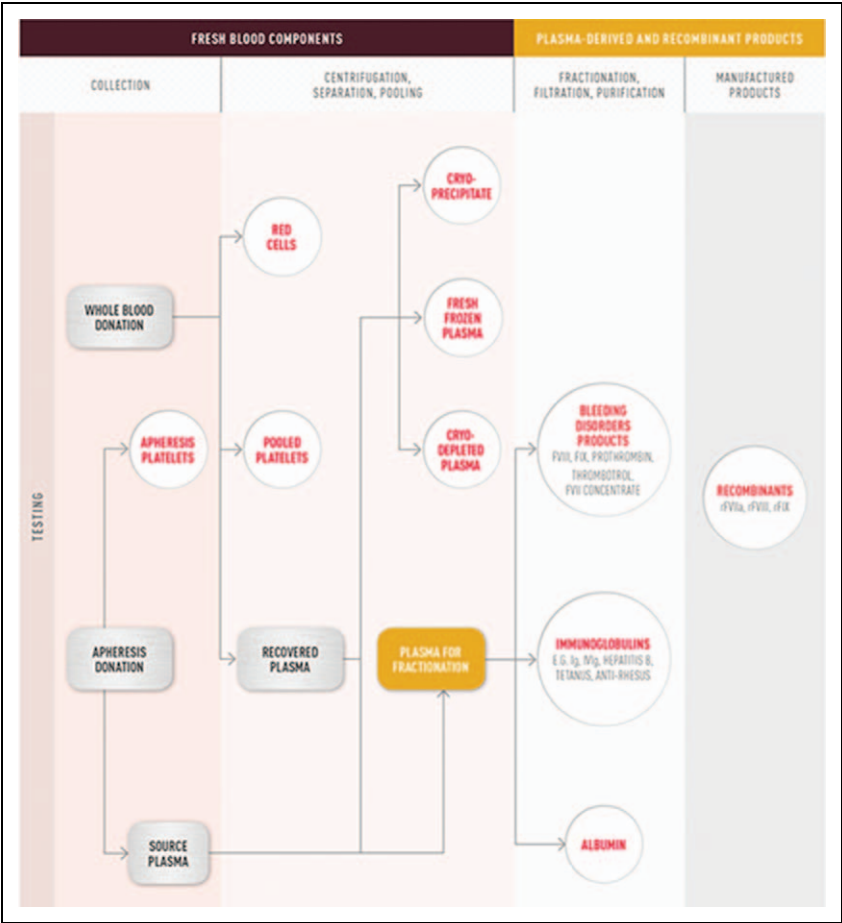 FRESH BLOOD COMPONENTS
PLASMA-DERIVED AND RECOMBINANT PRODUCTS
COLLECTION
CENTRIFUGATION,
SEPARATION, POOLING
FRACTIONATION,
FILTRATION, PURIFICATION
MANUFACTURED
PRODUCTS
TESTING
CRYO-
PRECIPITATE
RED
CELLS
WHOLE BLOOD
DONATION
FRESH
FROZEN
PLASMA
APHERESIS
PLATELETS
POOLED
PLATELETS
CRYO-
DEPLETED
PLASMA
BLEEDING
DISORDERS
PRODUCTS
FVIII, FIX, PROTHROMBIN,
THROMBOTROL,
FVII CONCENTRATE
RECOMBINANTS
rFVIIa, rFVIII, rFIX
APHERESIS
DONATION
RECOVERED
PLASMA
PLASMA FOR
FRACTIONATION
IMMUNOGLOBULINS
E.G. Ig, IVIg, HEPATITIS B,
TETANUS, ANTI-RHESUS
SOURCE
PLASMA
ALBUMIN